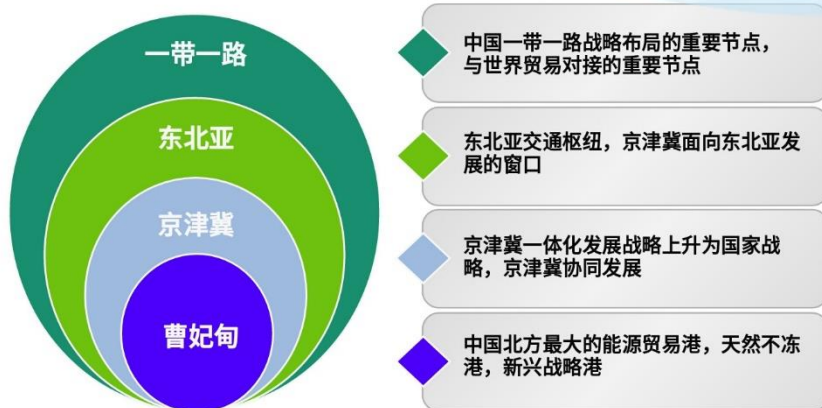 一带一路
东北亚
京津冀
曹妃甸
中国一带一路战略布局的重要节点，
与世界贸易对接的重要节点
东北亚交通枢纽，京津冀面向东北亚发
展的窗口
京津冀一体化发展战略上升为国家战
略，京津冀协同发展
中国北方最大的能源贸易港，天然不冻
港，新兴战略港